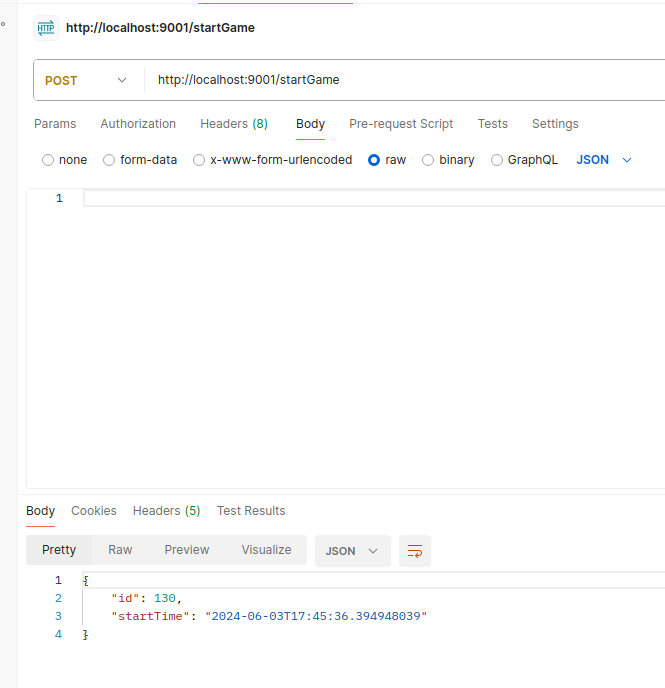 HTTP http://localhost:9001/startGame
POST http://localhost:9001/startGame
Params Authorization Headers (8) Body Pre-request Script Tests Settings
none form-data x-www-form-urlencoded raw binary GraphQL JSON
1
Body Cookies Headers (5) Test Results
Pretty Raw Preview Visualize JSON
1 {
2 "id": 130,
3 "startTime": "2024-06-03T17:45:36.394948039"
4 }